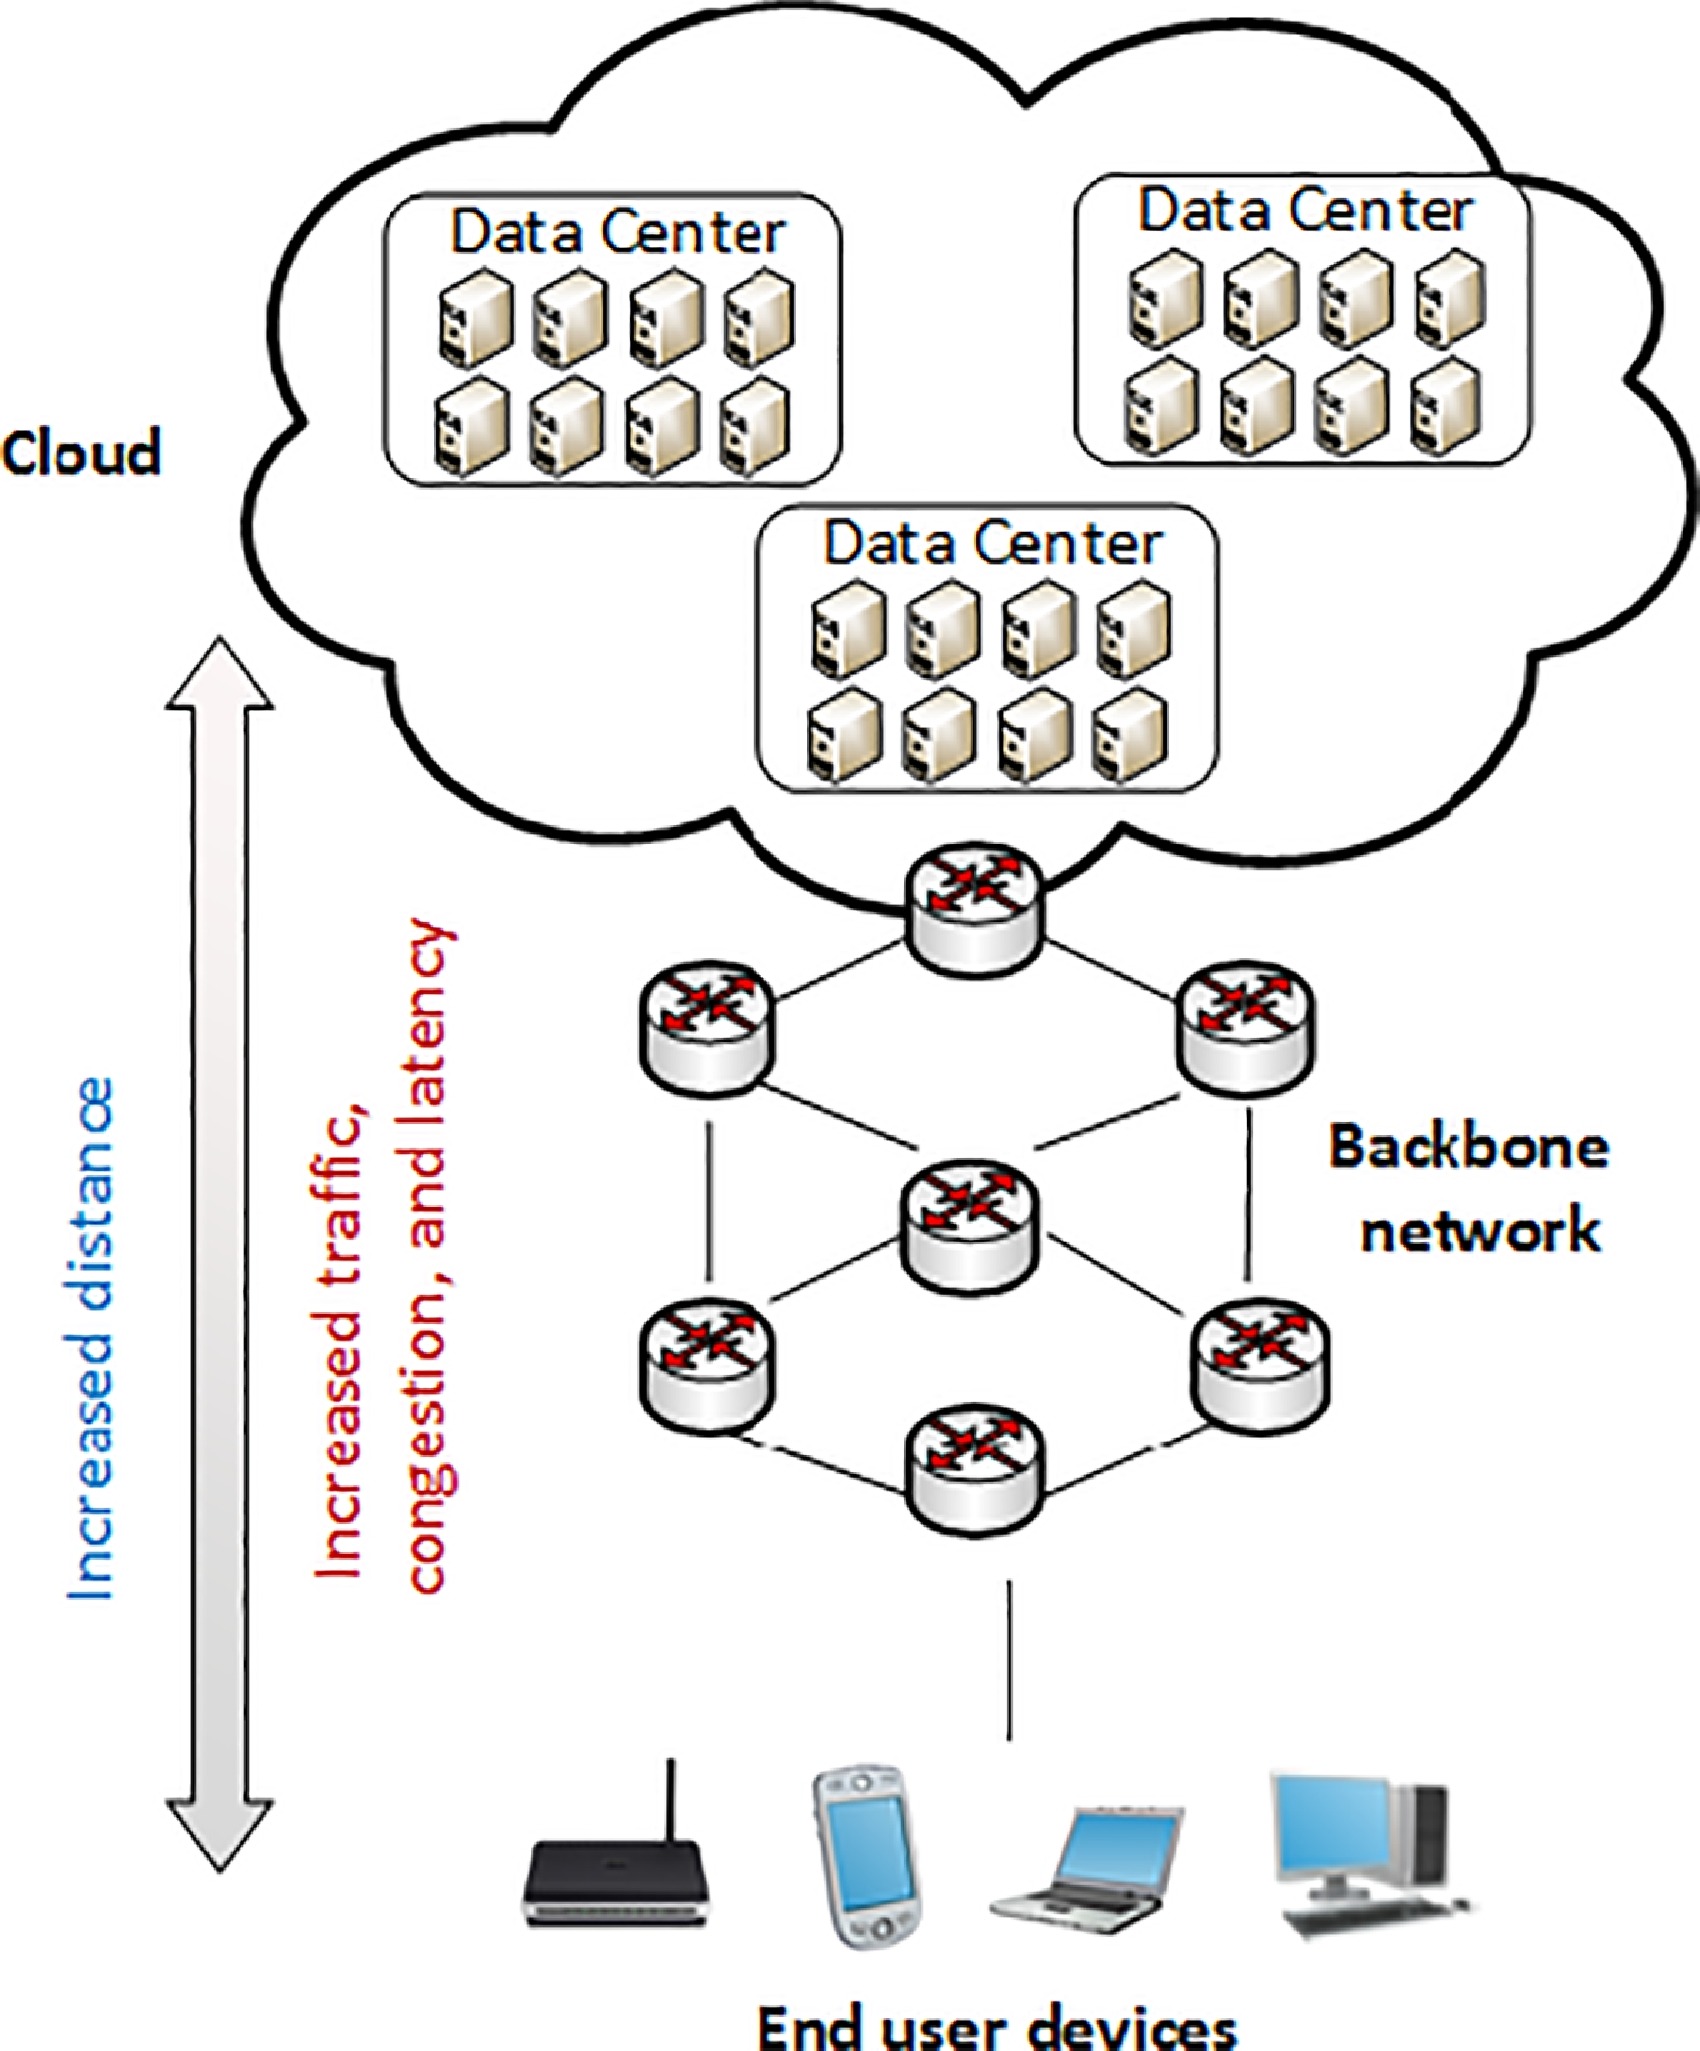 Data Center
Data Center
Cloud
Data Center
Increased distance
Increased traffic,
congestion, and latency
Backbone
network
End user devices